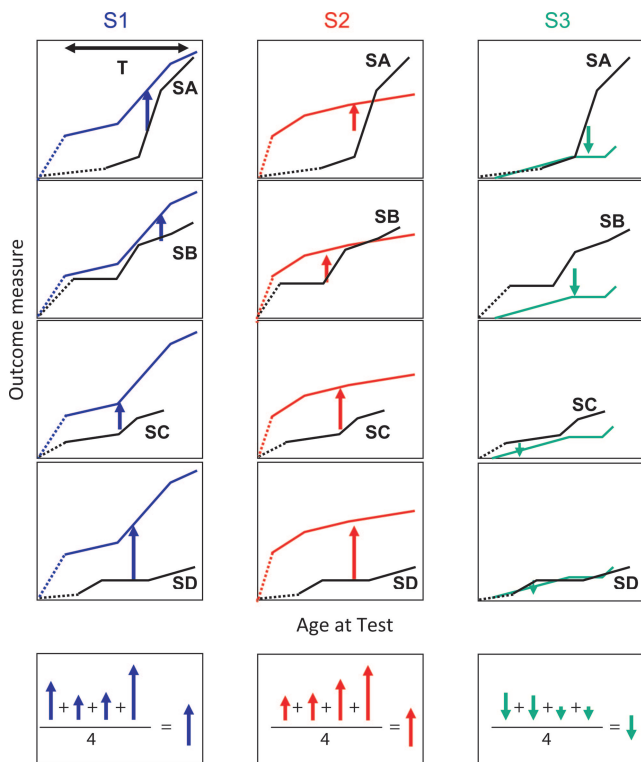 S1 S2 S3
T
SA SA SA
SB SB SB
SC SC SC
SD SD SD
Outcome measure
Age at Test
+ + + = + + + = + + + =
4 4 4